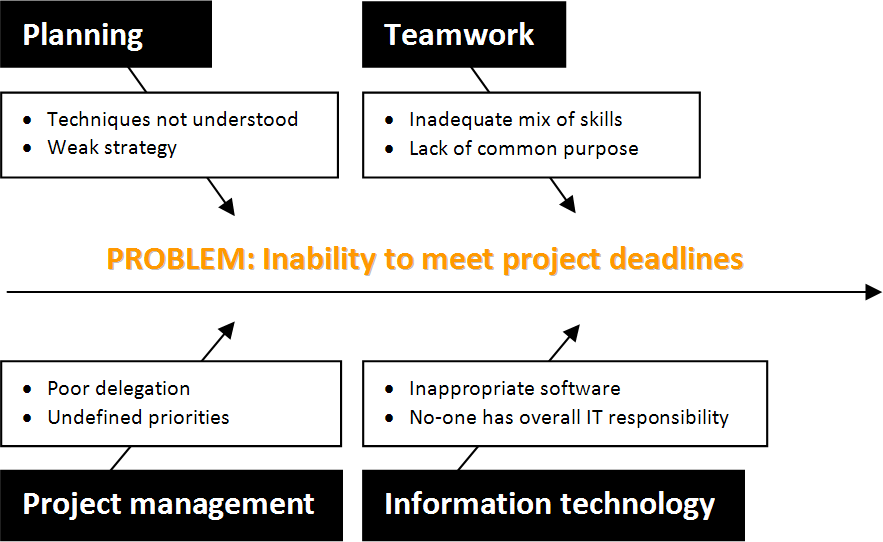 Planning
Teamwork
• Techniques not understood
• Weak strategy
• Inadequate mix of skills
• Lack of common purpose
PROBLEM: Inability to meet project deadlines
• Poor delegation
• Undefined priorities
• Inappropriate software
• No-one has overall IT responsibility
Project management
Information technology